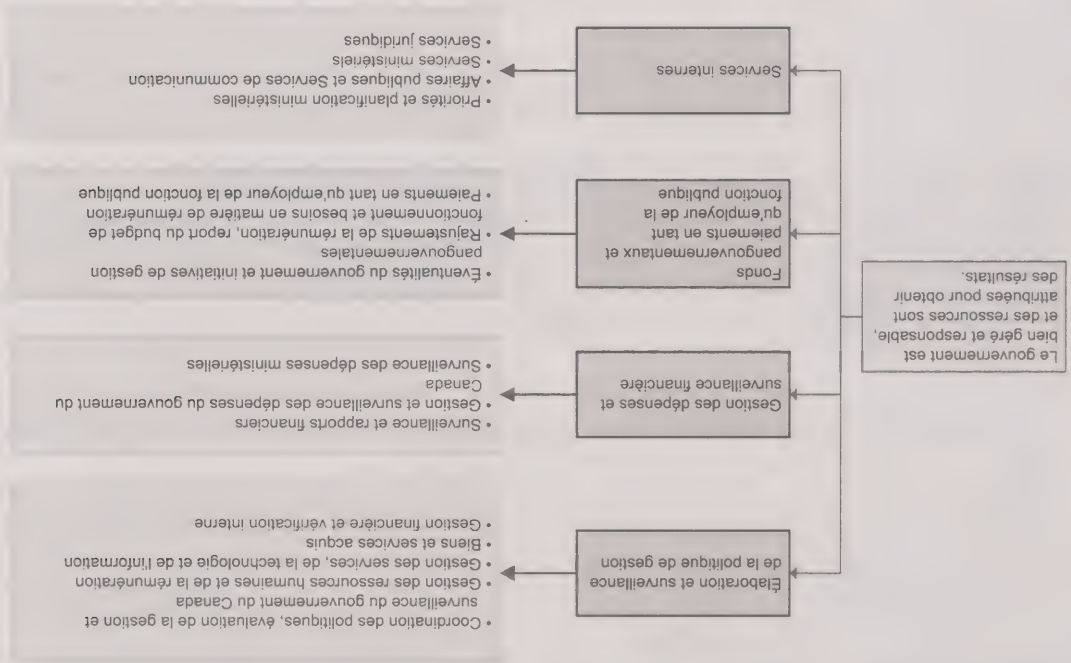 Le gouvernement est
bien géré et responsable,
et des ressources sont
attribuées pour obtenir
des résultats.
Élaboration et surveillance
de la politique de gestion
• Coordination des politiques, évaluation de la gestion et
surveillance du gouvernement du Canada
• Gestion des ressources humaines et de la rémunération
• Gestion des services, de la technologie et de l'information
• Biens et services acquis
• Gestion financière et vérification interne
Gestion des dépenses et
surveillance financière
• Surveillance et rapports financiers
• Gestion et surveillance des dépenses du gouvernement du
Canada
• Surveillance des dépenses ministérielles
Fonds
pangouvernementaux et
paiements en tant
qu'employeur de la
fonction publique
• Éventualités du gouvernement et initiatives de gestion
pangouvernementales
• Rajustements de la rémunération, report du budget de
fonctionnement et besoins en matière de rémunération
• Paiements en tant qu'employeur de la fonction publique
Services internes
• Priorités et planification ministérielles
• Affaires publiques et Services de communication
• Services ministériels
• Services juridiques